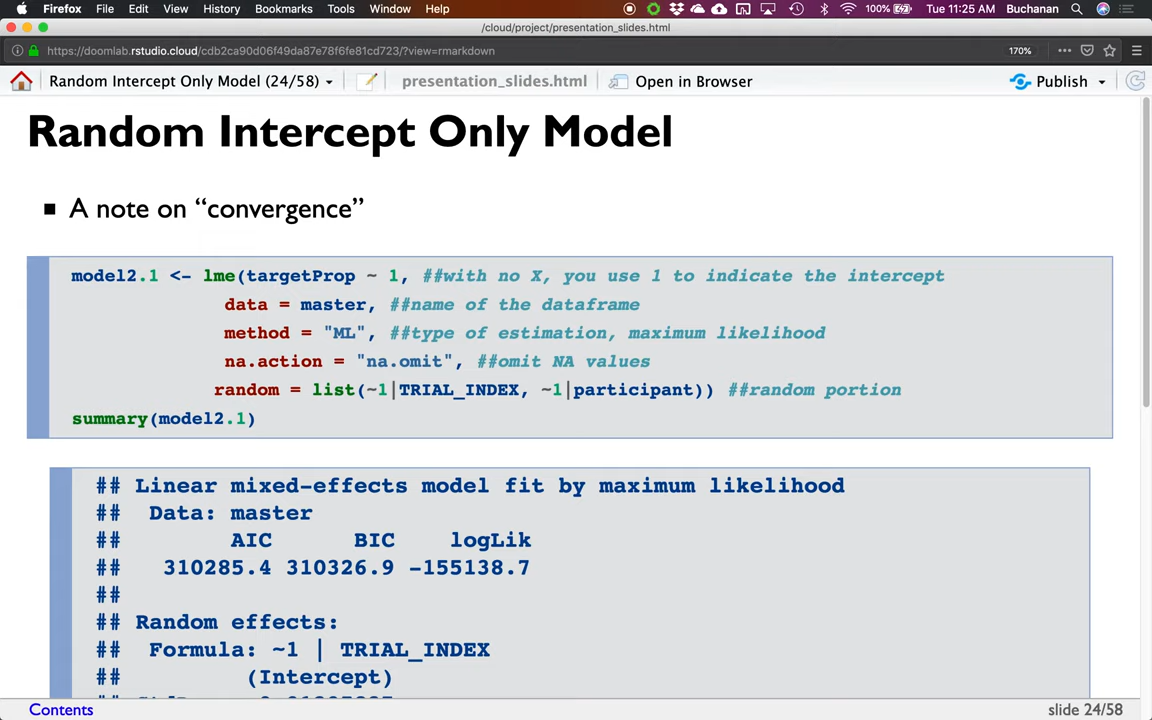 Firefox File Edit View History Bookmarks Tools Window Help 100% Tue 11:25 AM Buchanan
/cloud/project/presentation_slides.html
https://doomlab.rstudio.cloud/cdb2ca90d06f49da87e78f6fe81cd723/?view=rmarkdown 170%
Random Intercept Only Model (24/58) presentation_slides.html Open in Browser Publish
Random Intercept Only Model
■ A note on “convergence”
model2.1 <- lme(targetProp ~ 1, ##with no X, you use 1 to indicate the intercept
data = master, ##name of the dataframe
method = "ML", ##type of estimation, maximum likelihood
na.action = "na.omit", ##omit NA values
random = list(~1|TRIAL_INDEX, ~1|participant)) ##random portion
summary(model2.1)
## Linear mixed-effects model fit by maximum likelihood
## Data: master
## AIC BIC logLik
## 310285.4 310326.9 -155138.7
##
## Random effects:
## Formula: ~1 | TRIAL_INDEX
## (Intercept)
Contents slide 24/58